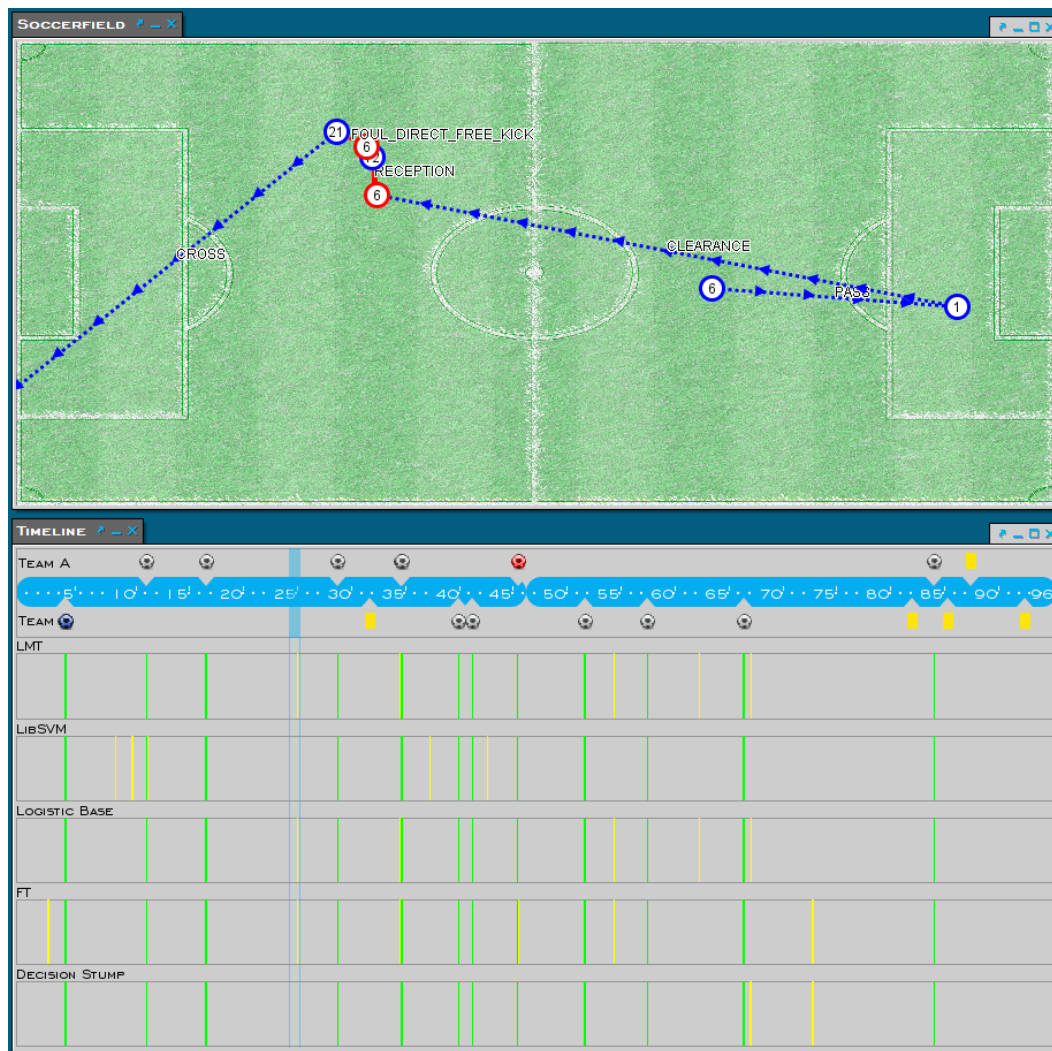 Soccerfield
21
FOUL_DIRECT_FREE_KICK
6
RECEPTION
6
CROSS
CLEARANCE
6
PASS
1
Timeline
Team A
5' 10' 15' 20' 25' 30' 35' 40' 45' 50' 55' 60' 65' 70' 75' 80' 85' 90' 96
Team
LMT
LibSVM
Logistic Base
FT
Decision Stump